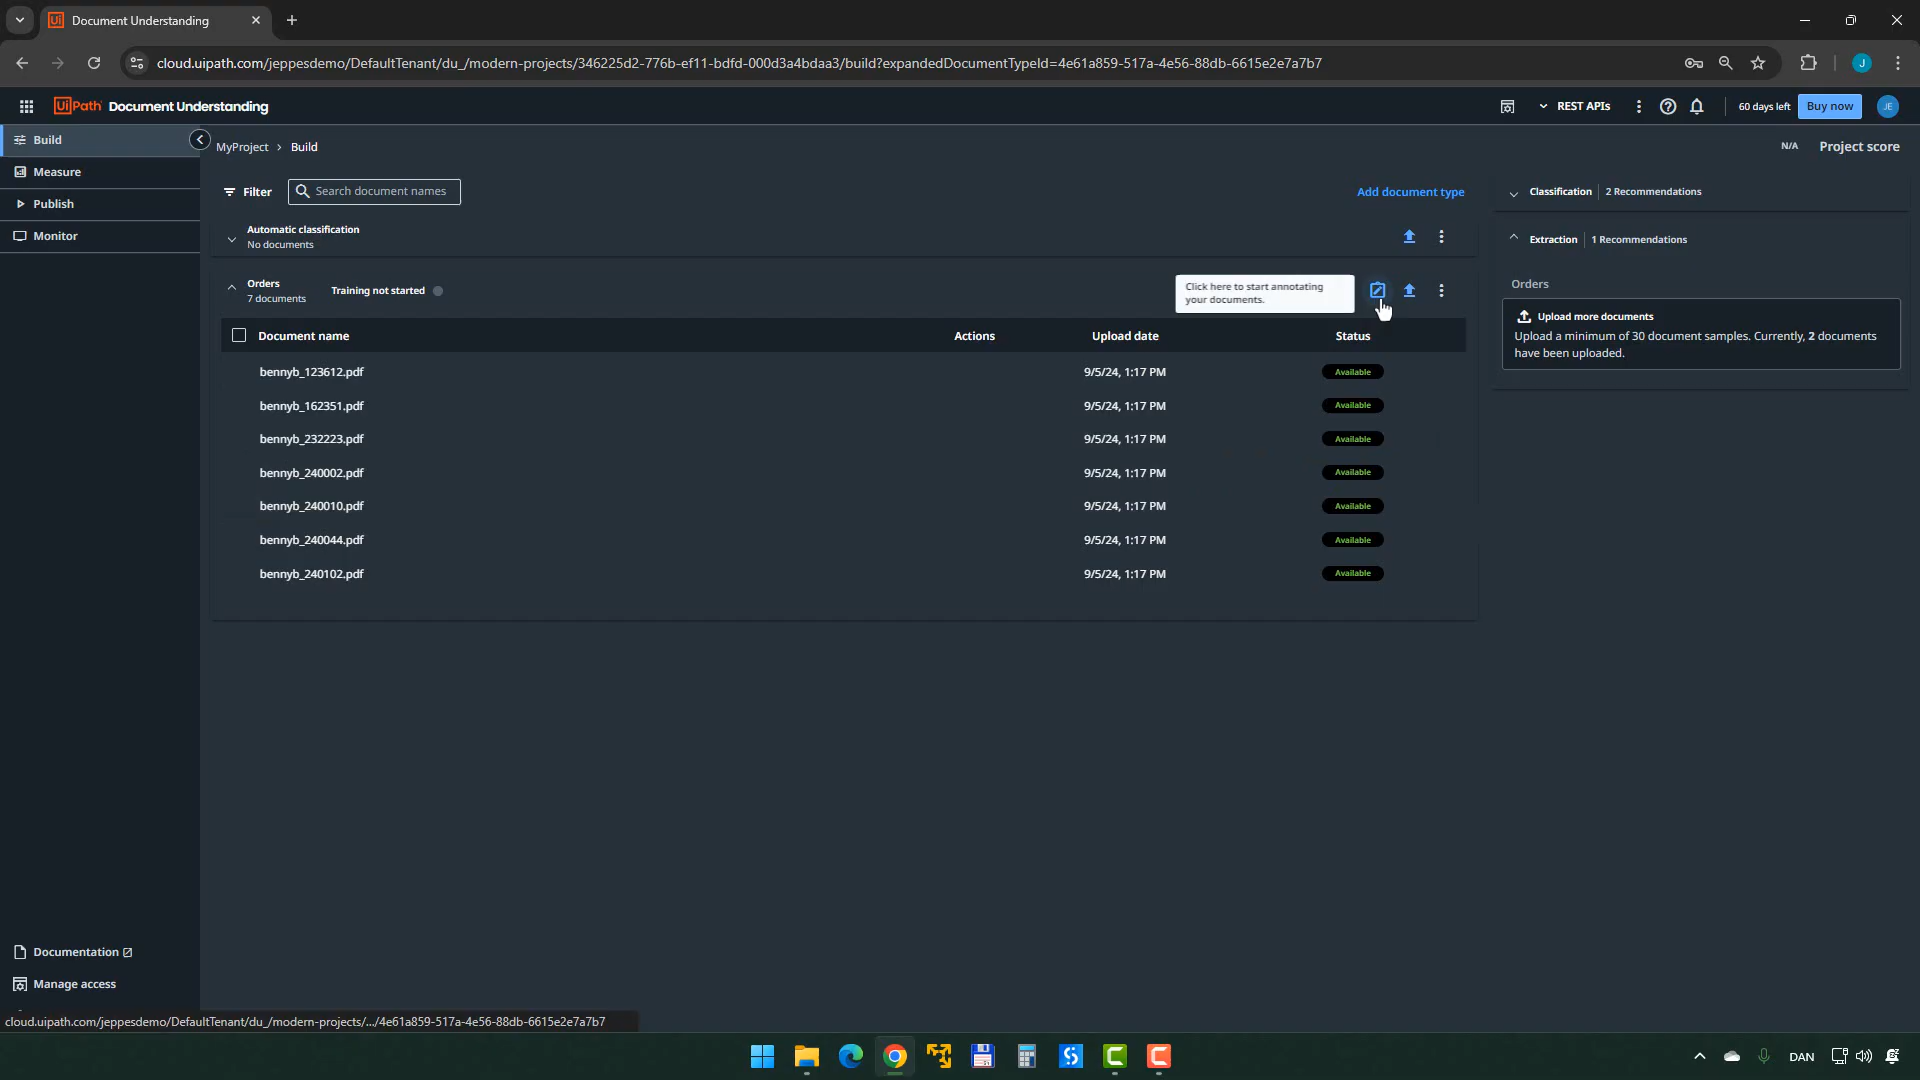 Document Understanding
cloud.uipath.com/jeppesdemo/DefaultTenant/du_/modern-projects/346225d2-776b-ef11-bdfd-000d3a4bdaa3/build?expandedDocumentTypeId=4e61a859-517a-4e56-88db-6615e2e7a7b7
J
UiPath Document Understanding
REST APIs
60 days left
Buy now
JE
Build
Measure
Publish
Monitor
MyProject > Build
N/A Project score
Filter
Search document names
Add document type
Automatic classification
No documents
Orders
7 documents
Training not started
Click here to start annotating
your documents.
Document name Actions Upload date Status
bennyb_123612.pdf 9/5/24, 1:17 PM Available
bennyb_162351.pdf 9/5/24, 1:17 PM Available
bennyb_232223.pdf 9/5/24, 1:17 PM Available
bennyb_240002.pdf 9/5/24, 1:17 PM Available
bennyb_240010.pdf 9/5/24, 1:17 PM Available
bennyb_240044.pdf 9/5/24, 1:17 PM Available
bennyb_240102.pdf 9/5/24, 1:17 PM Available
Classification | 2 Recommendations
Extraction | 1 Recommendations
Orders
Upload more documents
Upload a minimum of 30 document samples. Currently, 2 documents
have been uploaded.
Documentation
Manage access
cloud.uipath.com/jeppesdemo/DefaultTenant/du_/modern-projects/.../4e61a859-517a-4e56-88db-6615e2e7a7b7
DAN